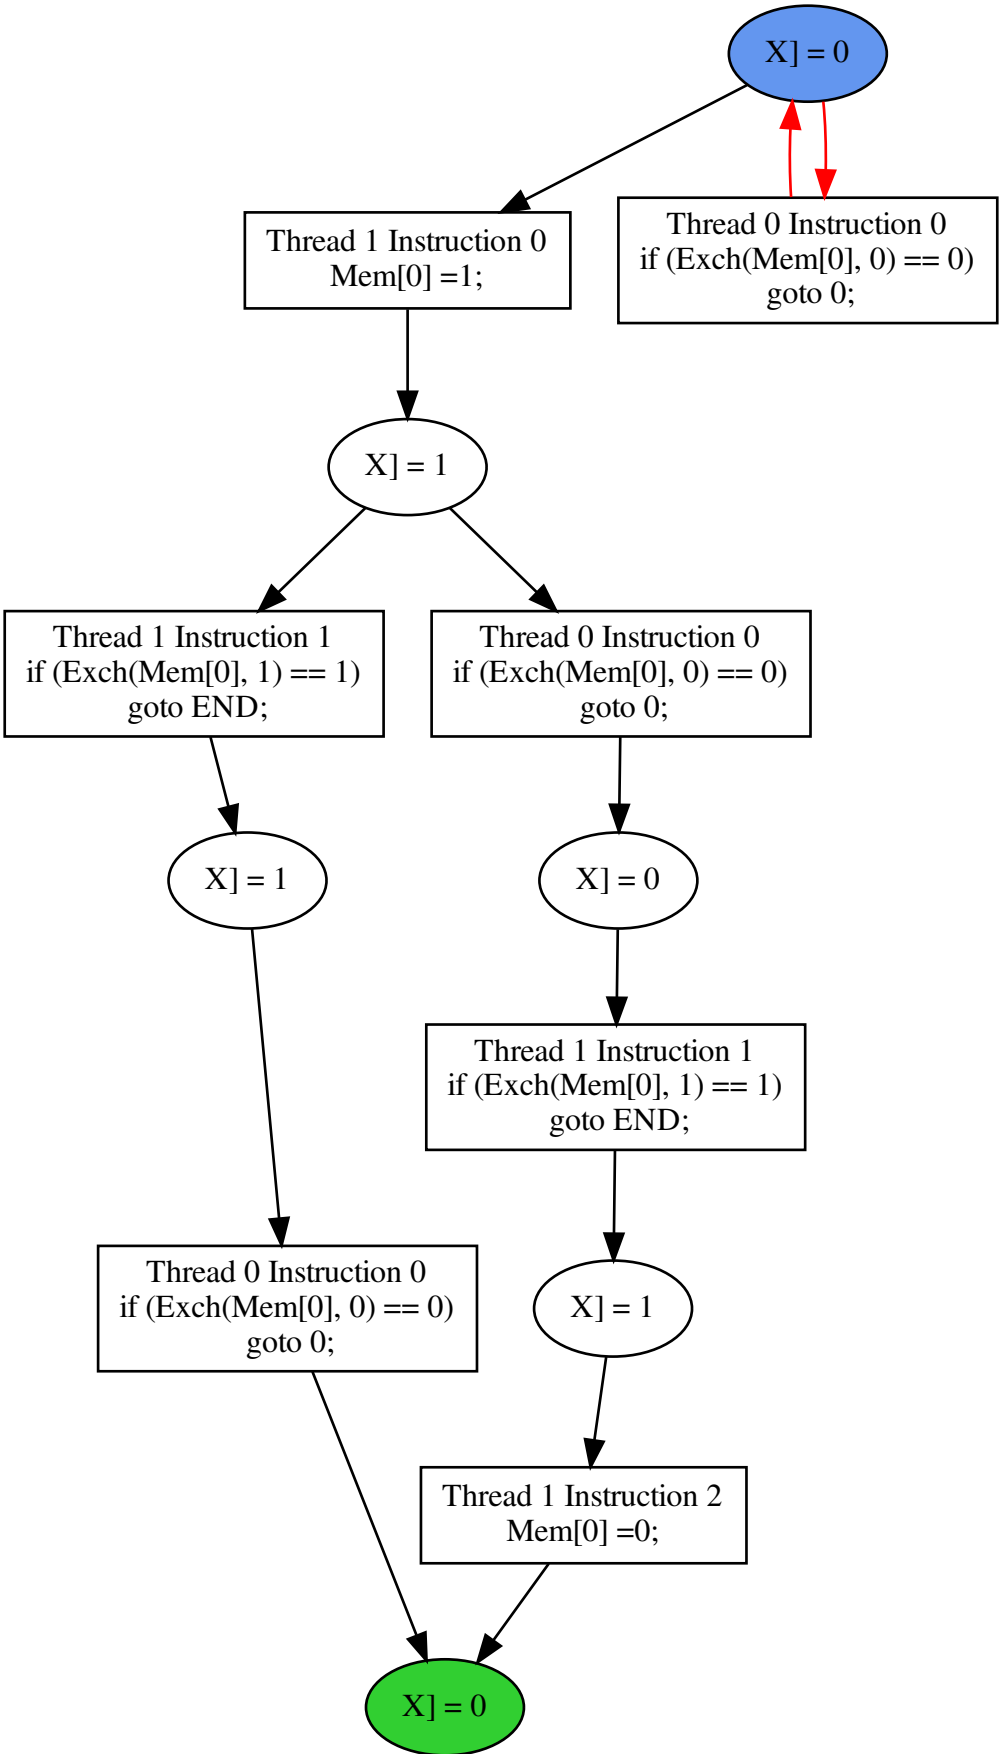 X] = 0
Thread 1 Instruction 0
Mem[0] =1;
Thread 0 Instruction 0
if (Exch(Mem[0], 0) == 0)
goto 0;
X] = 1
Thread 1 Instruction 1
if (Exch(Mem[0], 1) == 1)
goto END;
Thread 0 Instruction 0
if (Exch(Mem[0], 0) == 0)
goto 0;
X] = 1
X] = 0
Thread 1 Instruction 1
if (Exch(Mem[0], 1) == 1)
goto END;
Thread 0 Instruction 0
if (Exch(Mem[0], 0) == 0)
goto 0;
X] = 1
Thread 1 Instruction 2
Mem[0] =0;
X] = 0